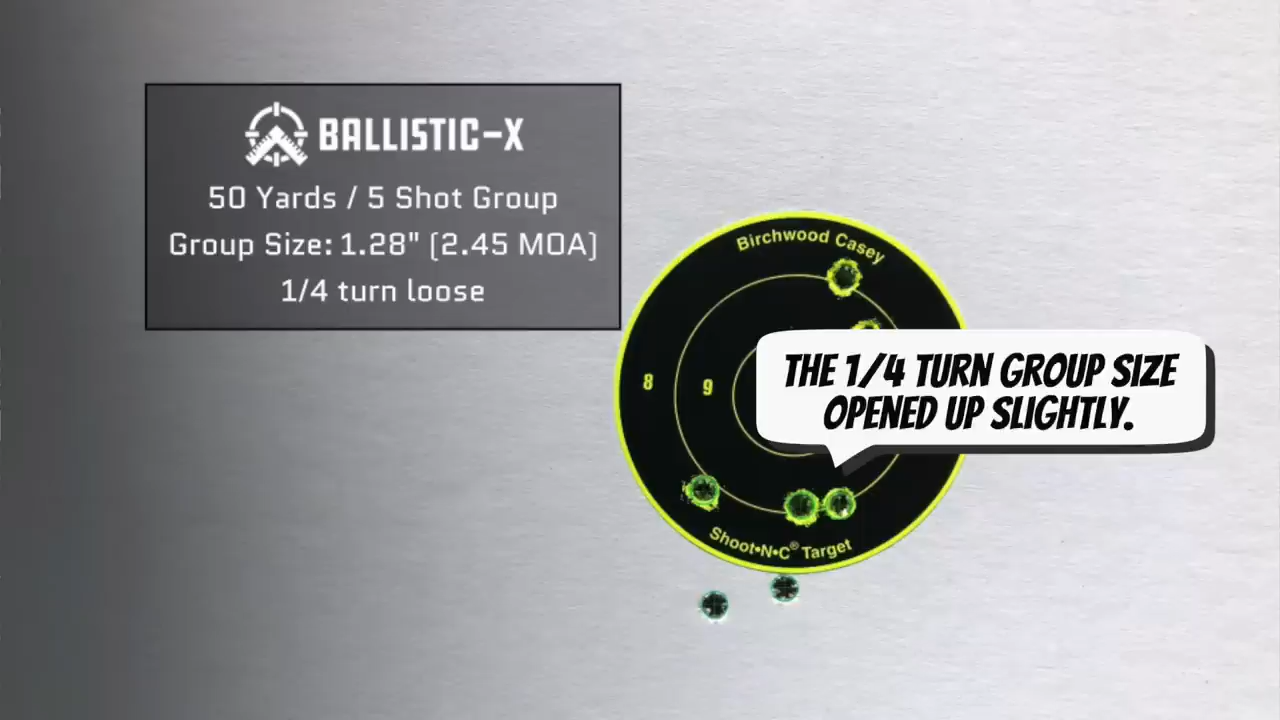 BALLISTIC-X
50 Yards / 5 Shot Group
Group Size: 1.28" (2.45 MOA)
1/4 turn loose
Birchwood Casey
8 9
THE 1/4 TURN GROUP SIZE
OPENED UP SLIGHTLY.
Shoot•N•C® Target